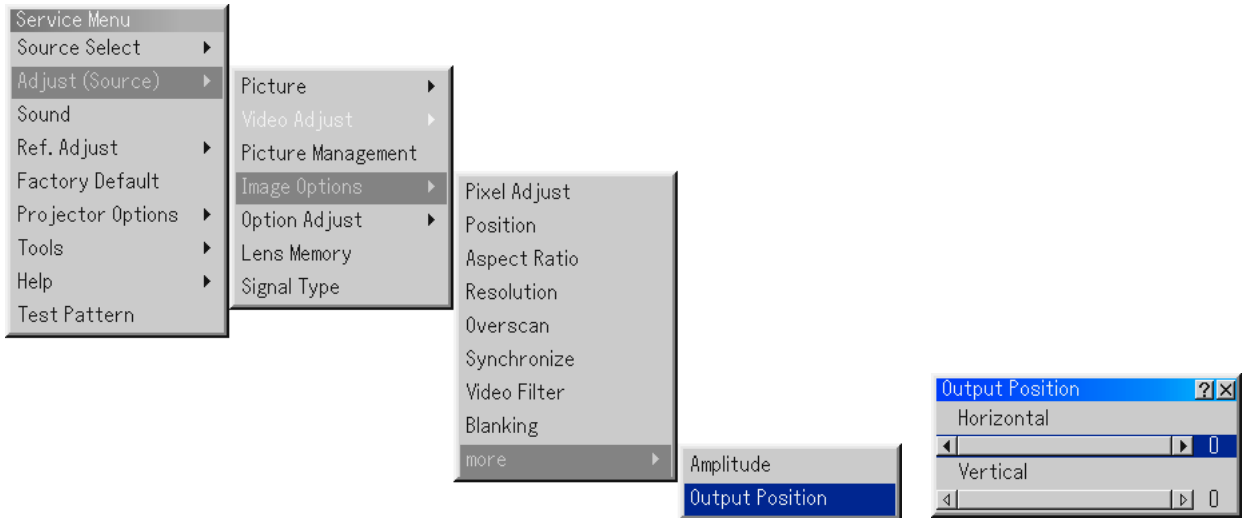 Service Menu
Source Select
Adjust (Source)
Sound
Ref. Adjust
Factory Default
Projector Options
Tools
Help
Test Pattern
Picture
Video Adjust
Picture Management
Image Options
Option Adjust
Lens Memory
Signal Type
Pixel Adjust
Position
Aspect Ratio
Resolution
Overscan
Synchronize
Video Filter
Blanking
more
Amplitude
Output Position
Output Position ?
Horizontal
0
Vertical
0